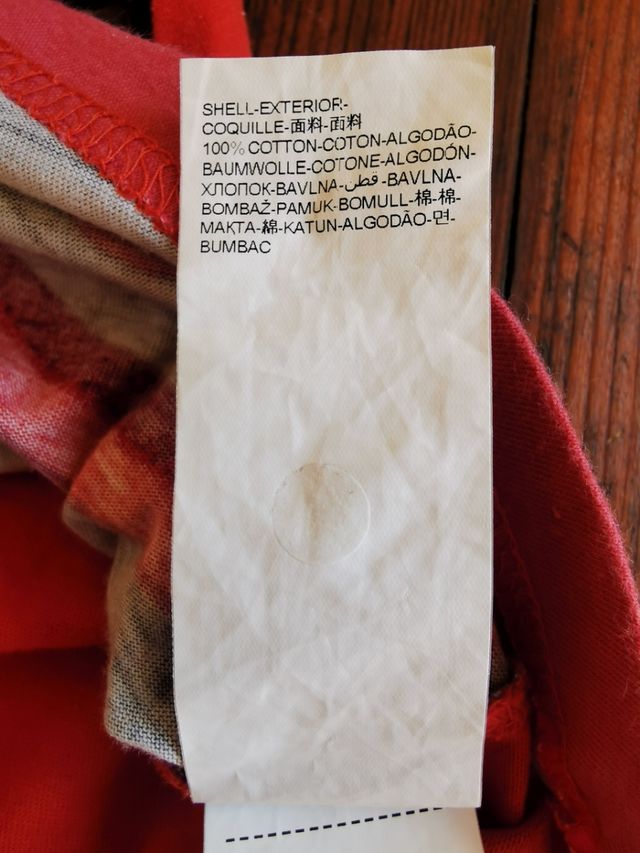 SHELL-EXTERIOR-
COQUILLE-面料-面料
100% COTTON-COTON-ALGODÃO-
BAUMWOLLE-COTONE-ALGODÓN-
ХЛОПОК-BAVLNA-قطن-BAVLNA-
BOMBAŽ-PAMUK-BOMULL-棉-棉-
MAKTA-綿-KATUN-ALGODÃO-면-
BUMBAC